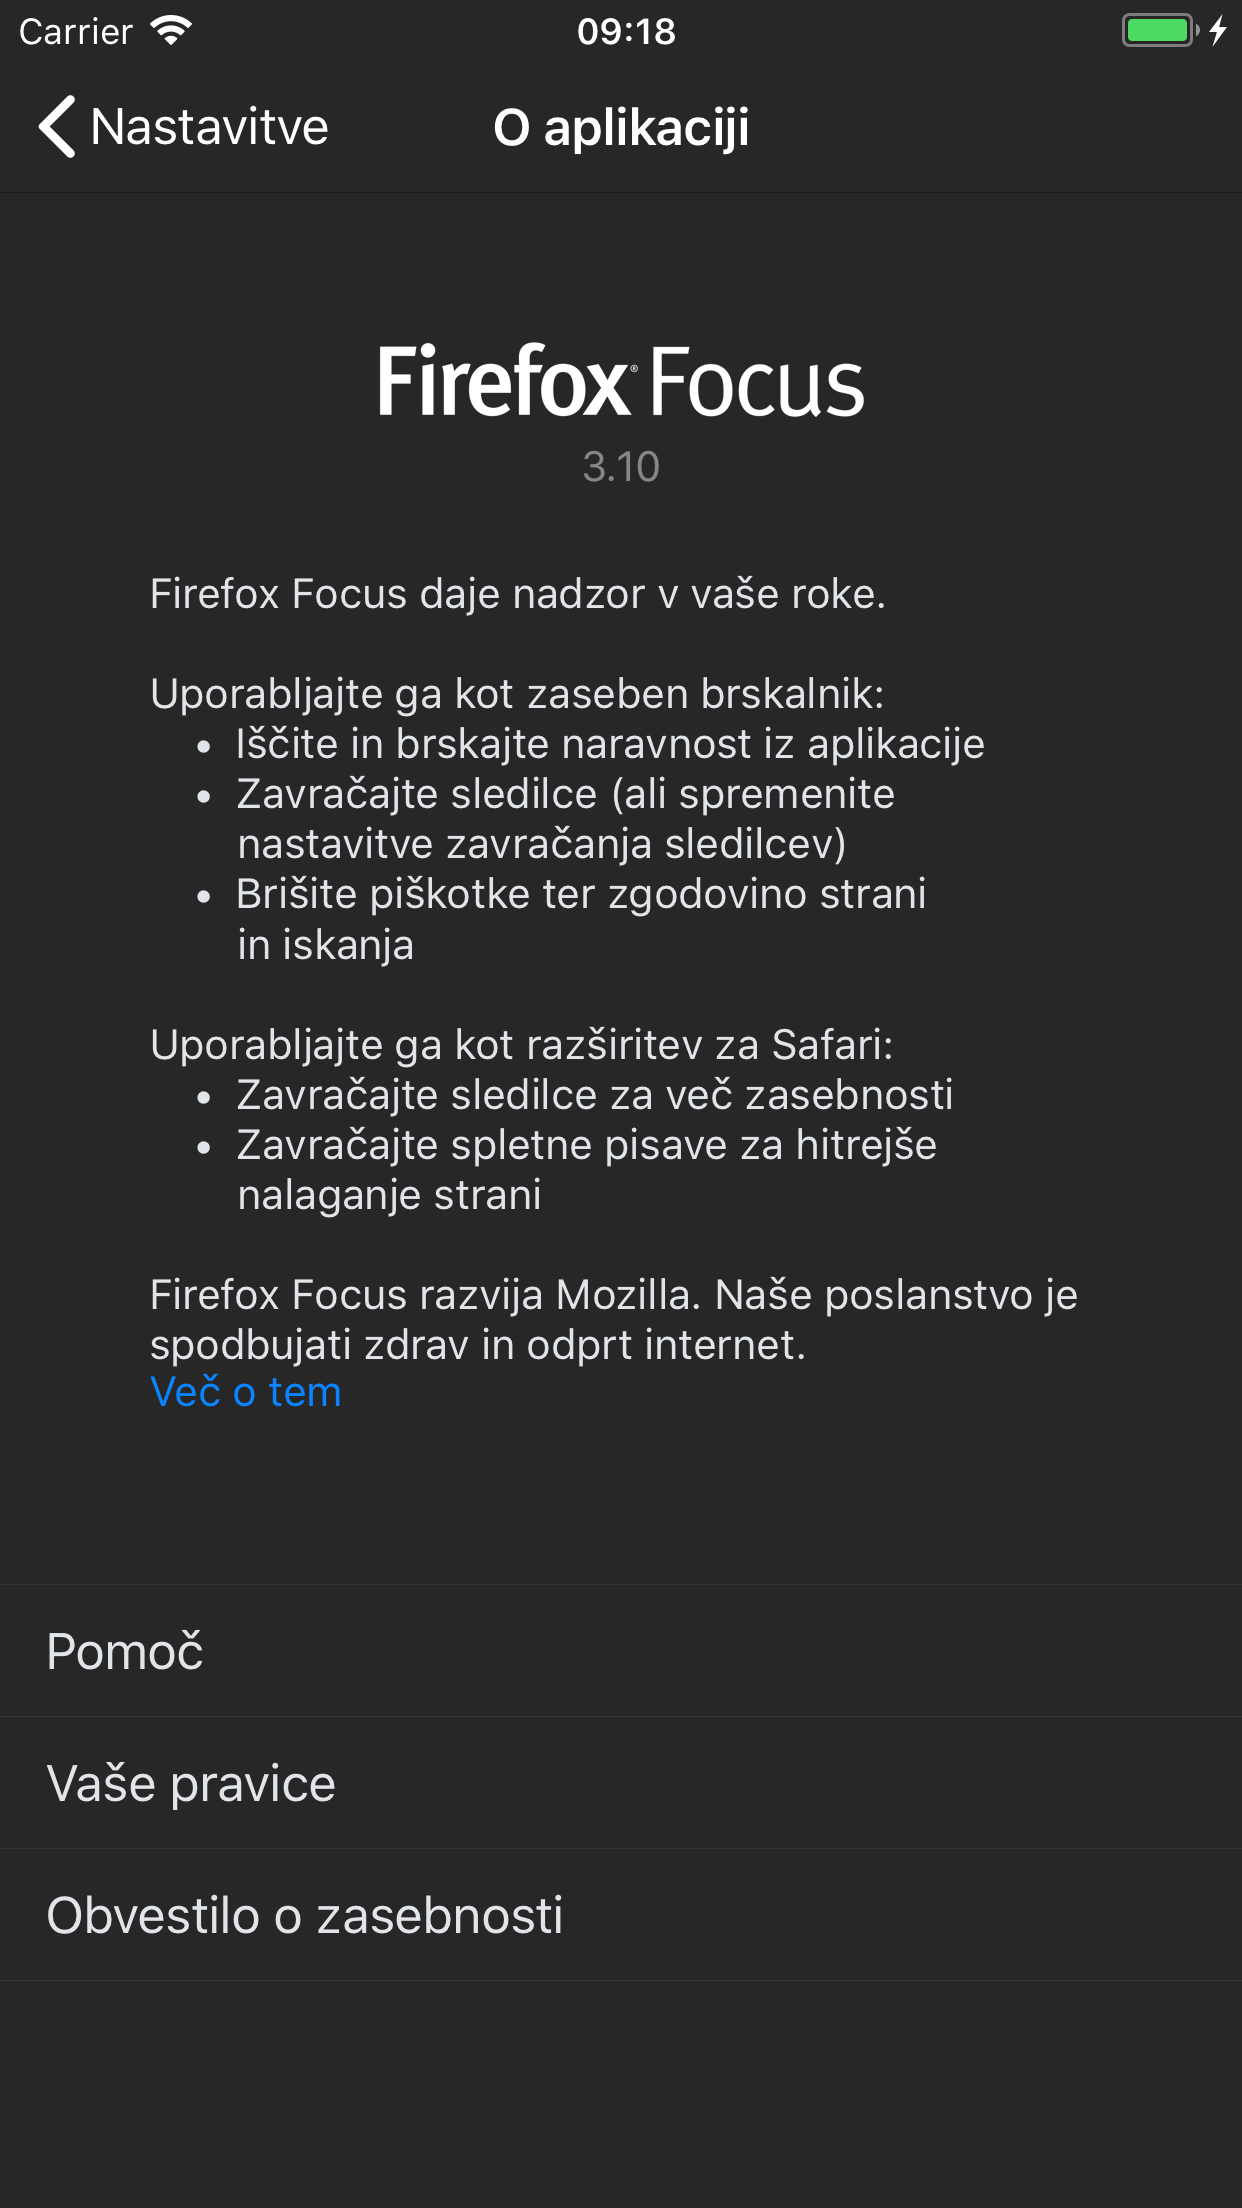 Carrier 09:18
Nastavitve O aplikaciji
Firefox® Focus
3.10
Firefox Focus daje nadzor v vaše roke.
Uporabljajte ga kot zaseben brskalnik:
• Iščite in brskajte naravnost iz aplikacije
• Zavračajte sledilce (ali spremenite
nastavitve zavračanja sledilcev)
• Brišite piškotke ter zgodovino strani
in iskanja
Uporabljajte ga kot razširitev za Safari:
• Zavračajte sledilce za več zasebnosti
• Zavračajte spletne pisave za hitrejše
nalaganje strani
Firefox Focus razvija Mozilla. Naše poslanstvo je
spodbujati zdrav in odprt internet.
Več o tem
Pomoč
Vaše pravice
Obvestilo o zasebnosti